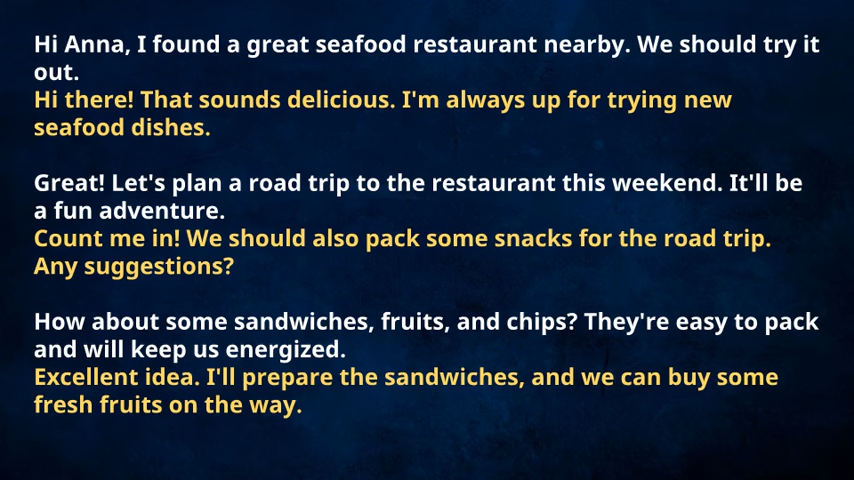 Hi Anna, I found a great seafood restaurant nearby. We should try it
out.
Hi there! That sounds delicious. I'm always up for trying new
seafood dishes.
Great! Let's plan a road trip to the restaurant this weekend. It'll be
a fun adventure.
Count me in! We should also pack some snacks for the road trip.
Any suggestions?
How about some sandwiches, fruits, and chips? They're easy to pack
and will keep us energized.
Excellent idea. I'll prepare the sandwiches, and we can buy some
fresh fruits on the way.